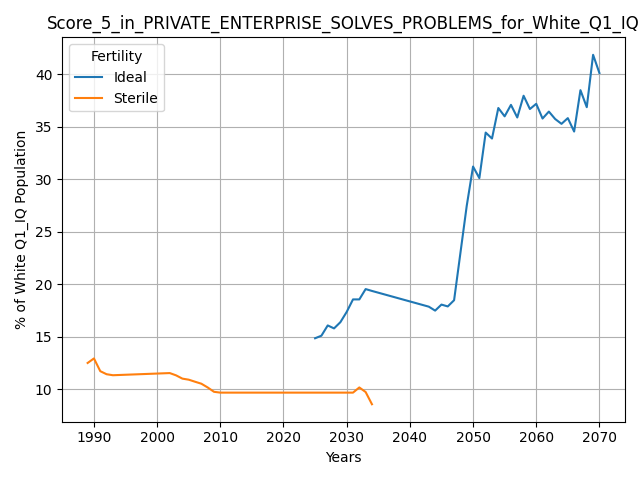 Score_5_in_PRIVATE_ENTERPRISE_SOLVES_PROBLEMS_for_White_Q1_IQ
Fertility
Ideal
Sterile
% of White Q1_IQ Population
40
35
30
25
20
15
10
1990 2000 2010 2020 2030 2040 2050 2060 2070
Years